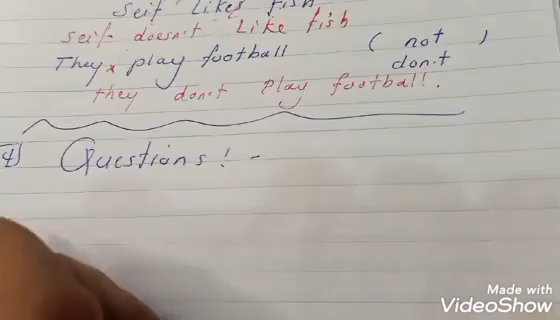 Seif likes fish
Seif doesn't like fish
They x play football ( not )
don't
they don't play football.
4) Questions! -
Made with
VideoShow